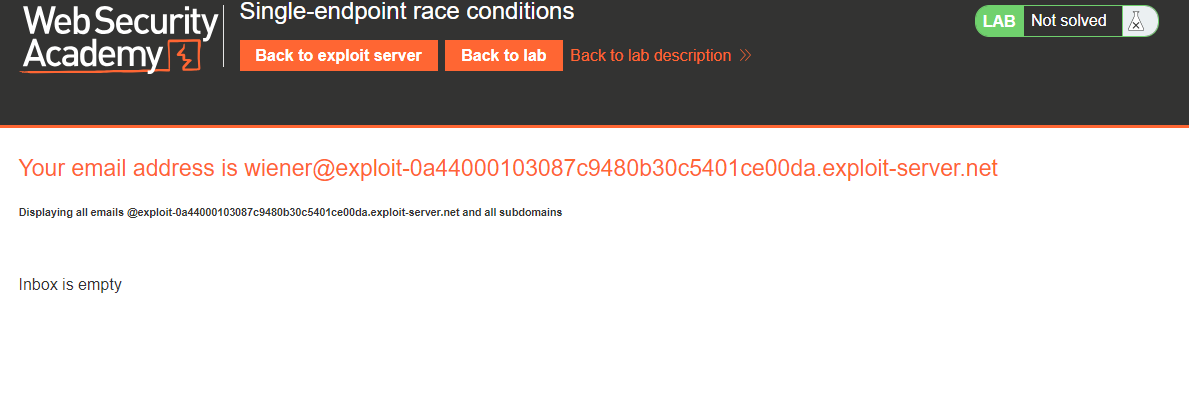 Web Security
Academy
Single-endpoint race conditions
LAB Not solved
Back to exploit server Back to lab Back to lab description
Your email address is wiener@exploit-0a44000103087c9480b30c5401ce00da.exploit-server.net
Displaying all emails @exploit-0a44000103087c9480b30c5401ce00da.exploit-server.net and all subdomains
Inbox is empty